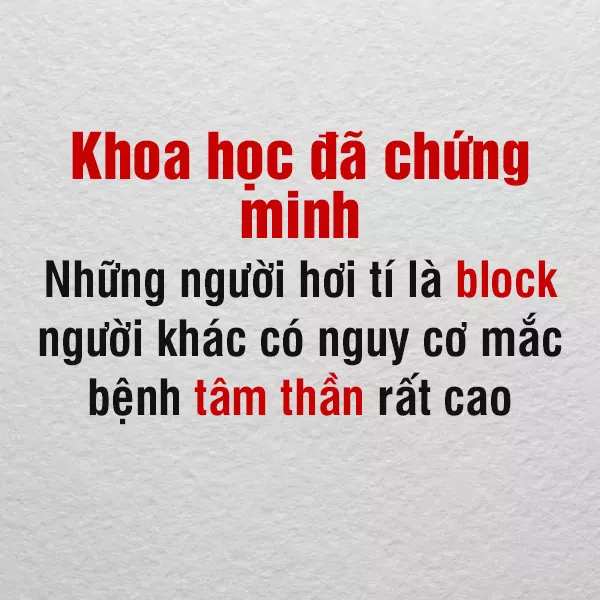 Khoa học đã chứng
minh
Những người hơi tí là block
người khác có nguy cơ mắc
bệnh tâm thần rất cao